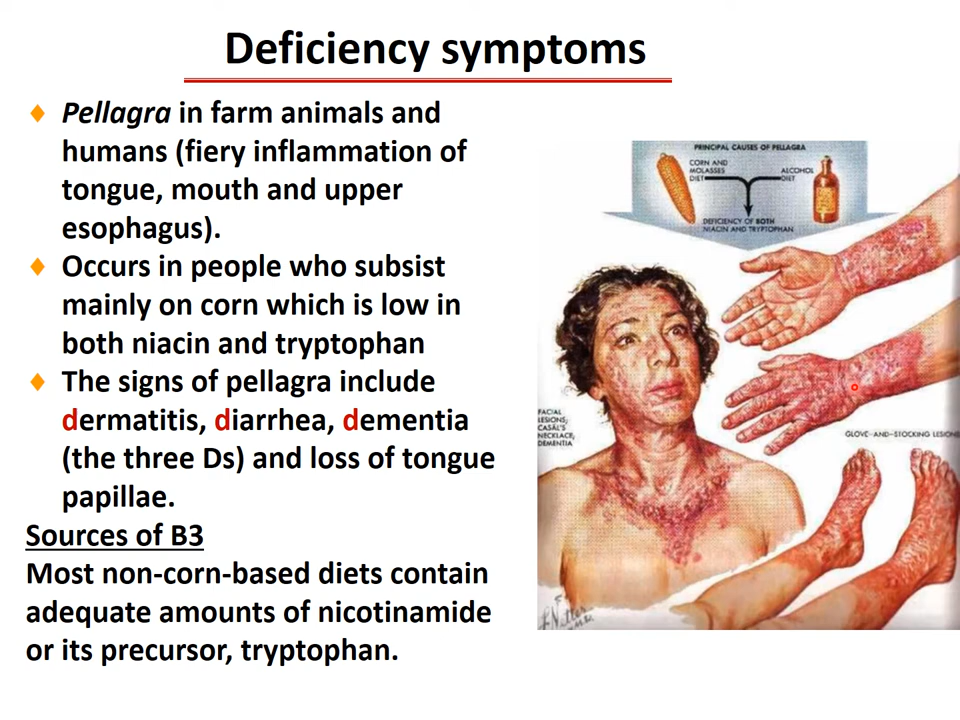 Deficiency symptoms
Pellagra in farm animals and
humans (fiery inflammation of
tongue, mouth and upper
esophagus).
Occurs in people who subsist
mainly on corn which is low in
both niacin and tryptophan
The signs of pellagra include
dermatitis, diarrhea, dementia
(the three Ds) and loss of tongue
papillae.
Sources of B3
Most non-corn-based diets contain
adequate amounts of nicotinamide
or its precursor, tryptophan.
PRINCIPAL CAUSES OF PELLAGRA
CORN AND
MOLASSES
DIET
ALCOHOL
DIET
DEFICIENCY OF BOTH
NIACIN AND TRYPTOPHAN
FACIAL
LESIONS;
CASAL'S
NECKLACE;
DEMENTIA
GLOVE-AND-STOCKING LESIONS
F. Netter
M.D.